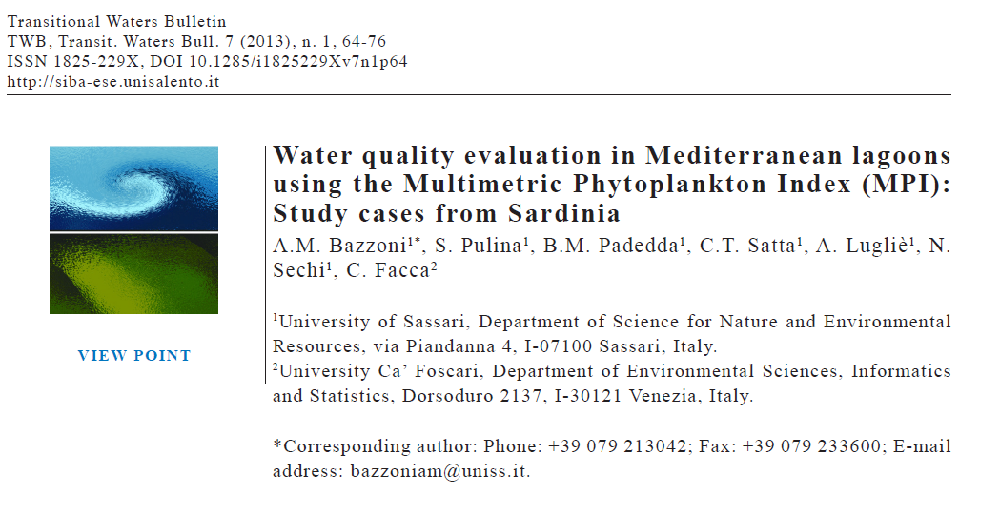 Transitional Waters Bulletin
TWB, Transit. Waters Bull. 7 (2013), n. 1, 64-76
ISSN 1825-229X, DOI 10.1285/i1825229Xv7n1p64
http://siba-ese.unisalento.it
Water quality evaluation in Mediterranean lagoons
using the Multimetric Phytoplankton Index (MPI):
Study cases from Sardinia
A.M. Bazzoni¹*, S. Pulina¹, B.M. Padedda¹, C.T. Satta¹, A. Lugliè¹, N.
Sechi¹, C. Facca²
¹University of Sassari, Department of Science for Nature and Environmental
Resources, via Piandanna 4, I-07100 Sassari, Italy.
²University Ca’ Foscari, Department of Environmental Sciences, Informatics
and Statistics, Dorsoduro 2137, I-30121 Venezia, Italy.
*Corresponding author: Phone: +39 079 213042; Fax: +39 079 233600; E-mail
address: bazzoniam@uniss.it.
VIEW POINT